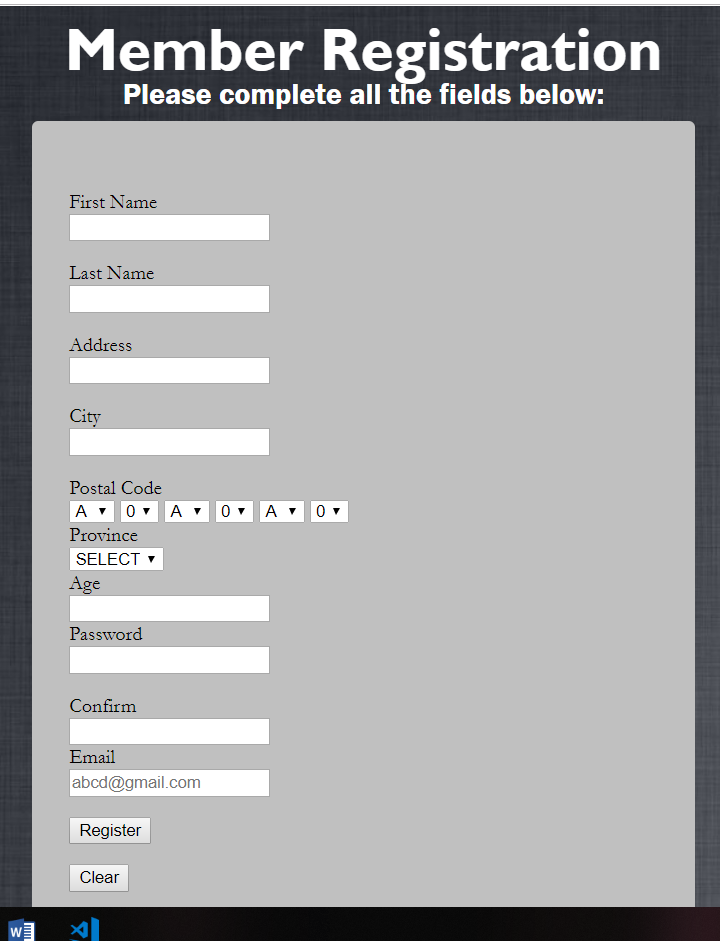 Member Registration
Please complete all the fields below:
First Name
Last Name
Address
City
Postal Code
A 0 A 0 A 0
Province
SELECT
Age
Password
Confirm
Email
abcd@gmail.com
Register
Clear
W